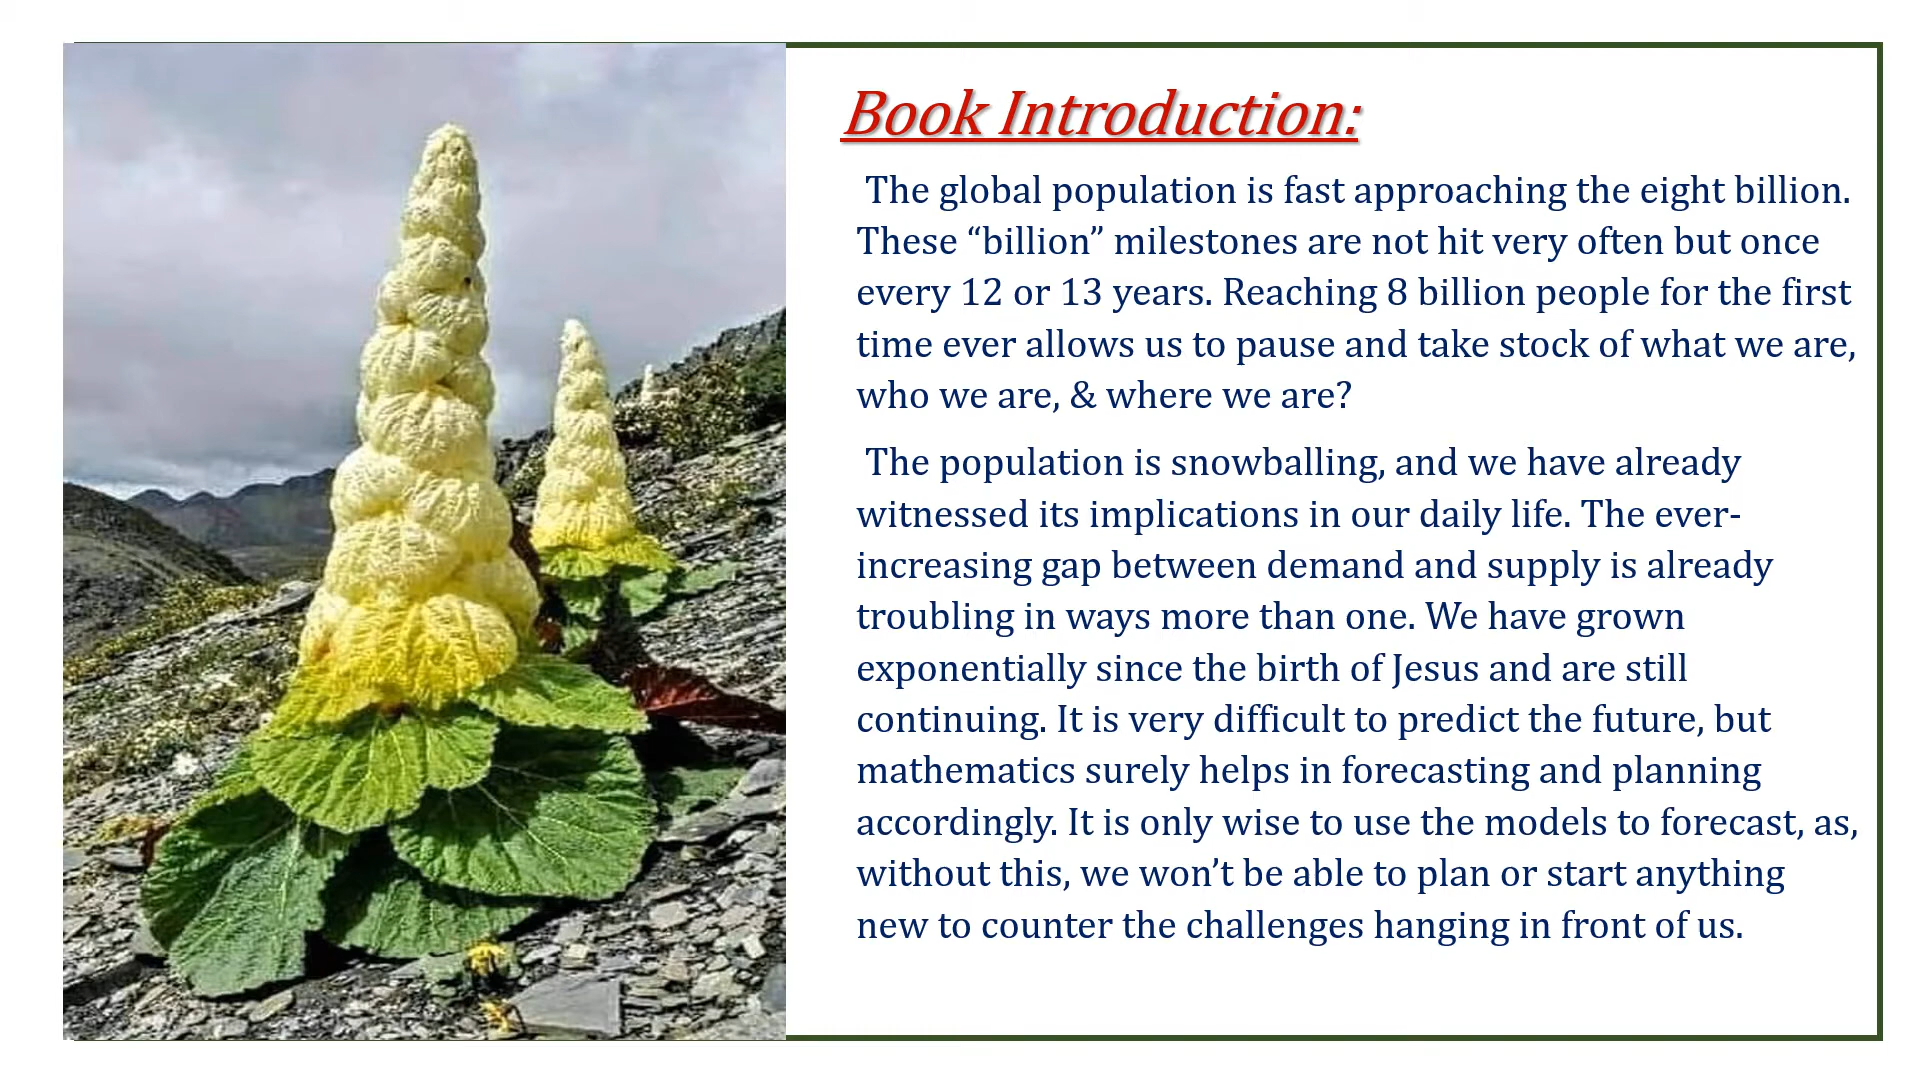 Book Introduction:
The global population is fast approaching the eight billion.
These “billion” milestones are not hit very often but once
every 12 or 13 years. Reaching 8 billion people for the first
time ever allows us to pause and take stock of what we are,
who we are, & where we are?
The population is snowballing, and we have already
witnessed its implications in our daily life. The ever-
increasing gap between demand and supply is already
troubling in ways more than one. We have grown
exponentially since the birth of Jesus and are still
continuing. It is very difficult to predict the future, but
mathematics surely helps in forecasting and planning
accordingly. It is only wise to use the models to forecast, as,
without this, we won’t be able to plan or start anything
new to counter the challenges hanging in front of us.